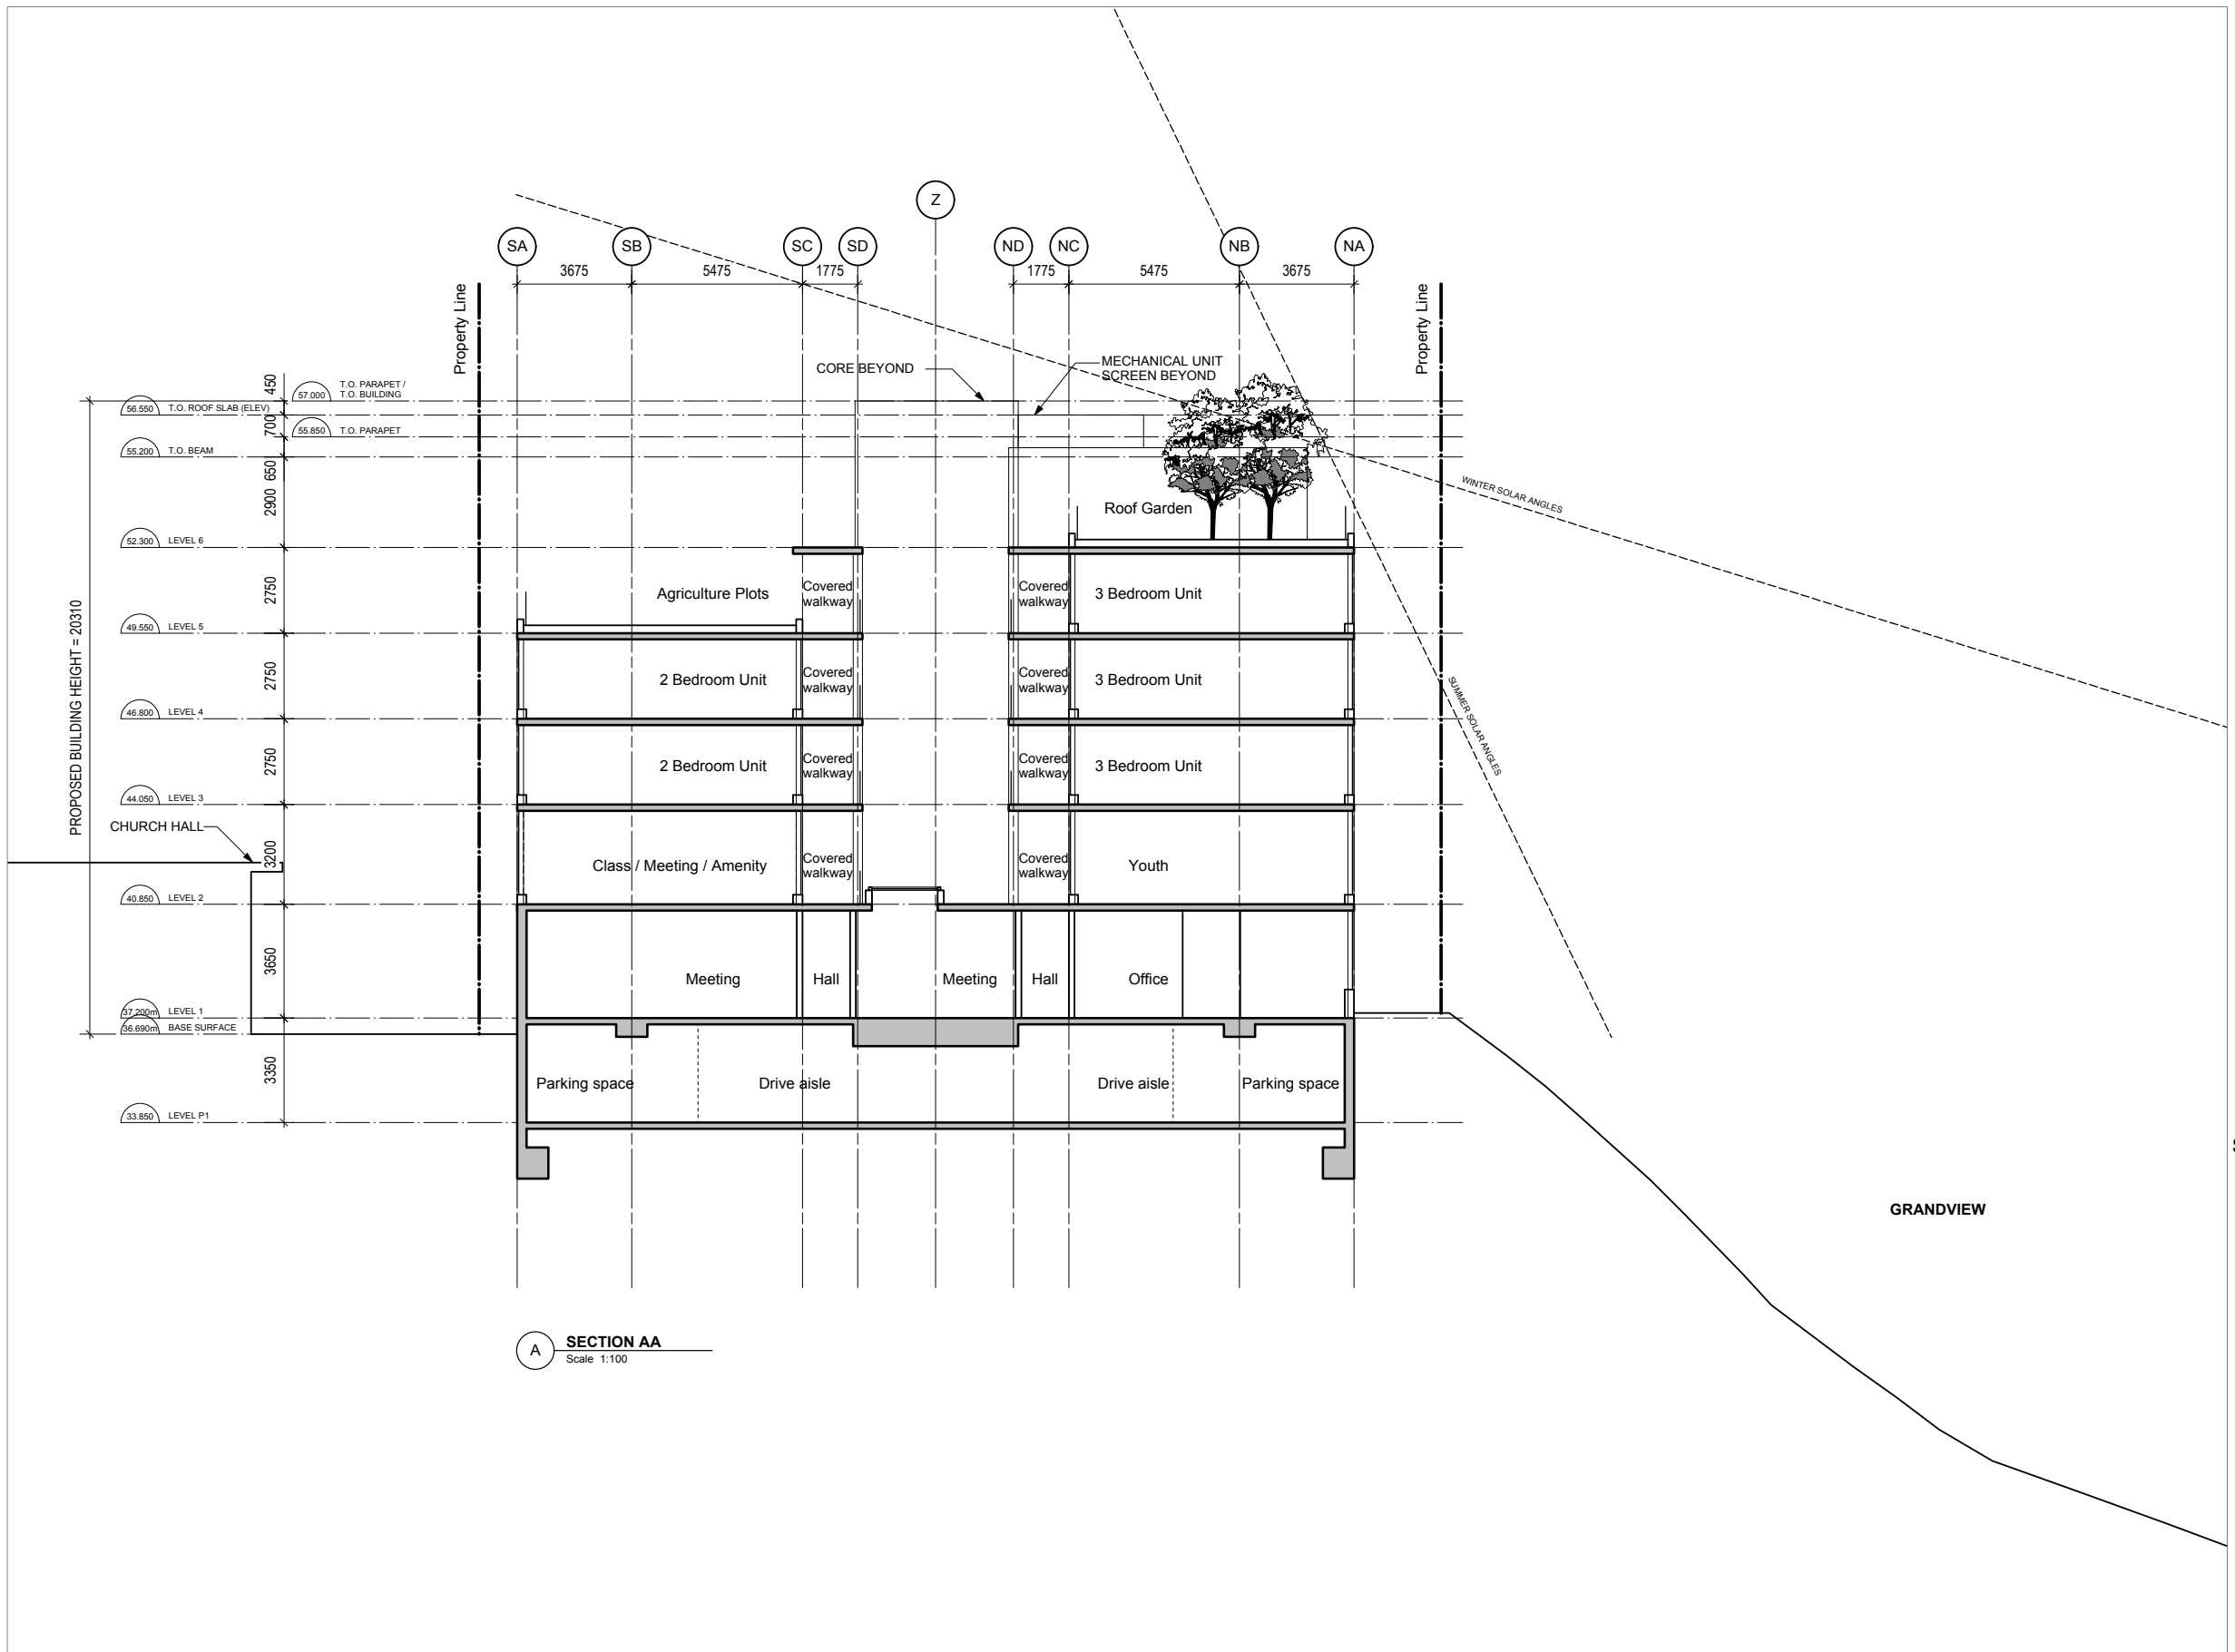 Z
SA
SB
SC
SD
ND
NC
NB
NA
3675
5475
1775
1775
5475
3675
Property Line
Property Line
CORE BEYOND
MECHANICAL UNIT
SCREEN BEYOND
450
57.000
T.O. PARAPET /
T.O. BUILDING
56.550
T.O. ROOF SLAB (ELEV)
700
55.850
T.O. PARAPET
55.200
T.O. BEAM
650
2900
WINTER SOLAR ANGLES
Roof Garden
52.300
LEVEL 6
2750
Agriculture Plots
Covered
walkway
Covered
walkway
3 Bedroom Unit
PROPOSED BUILDING HEIGHT = 20310
49.550
LEVEL 5
2750
2 Bedroom Unit
Covered
walkway
Covered
walkway
3 Bedroom Unit
SUMMER SOLAR ANGLES
46.800
LEVEL 4
2750
2 Bedroom Unit
Covered
walkway
Covered
walkway
3 Bedroom Unit
44.050
LEVEL 3
CHURCH HALL
3200
Class / Meeting / Amenity
Covered
walkway
Covered
walkway
Youth
40.850
LEVEL 2
3650
Meeting
Hall
Meeting
Hall
Office
37.200m
LEVEL 1
36.690m
BASE SURFACE
3350
Parking space
Drive aisle
Drive aisle
Parking space
33.850
LEVEL P1
GRANDVIEW
A
SECTION AA
Scale 1:100